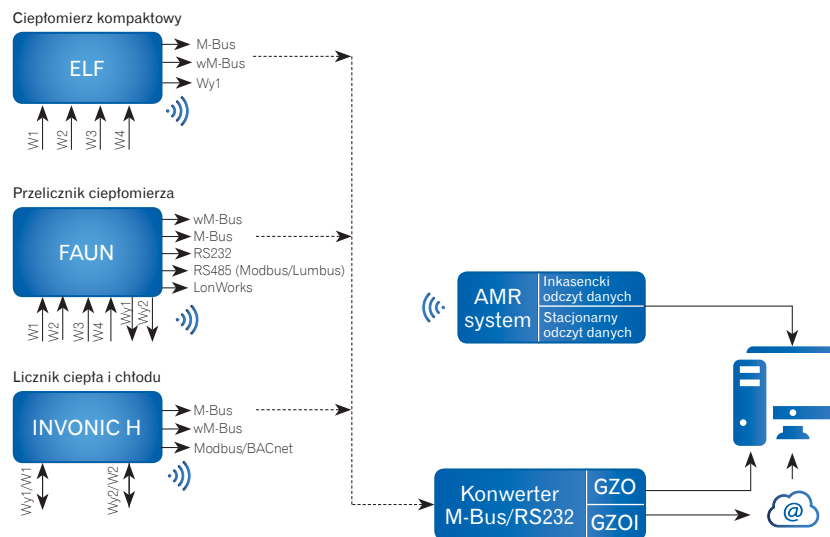 Ciepłomierz kompaktowy
ELF
M-Bus
wM-Bus
Wy1
W1
W2
W3
W4
Przelicznik ciepłomierza
FAUN
wM-Bus
M-Bus
RS232
RS485 (Modbus/Lumbus)
LonWorks
W1
W2
W3
W4
Wy1
Wy2
Licznik ciepła i chłodu
INVONIC H
M-Bus
wM-Bus
Modbus/BACnet
Wy1/W1
Wy2/W2
AMR
system
Inkasencki
odczyt danych
Stacjonarny
odczyt danych
Konwerter
M-Bus/RS232
GZO
GZOI
@